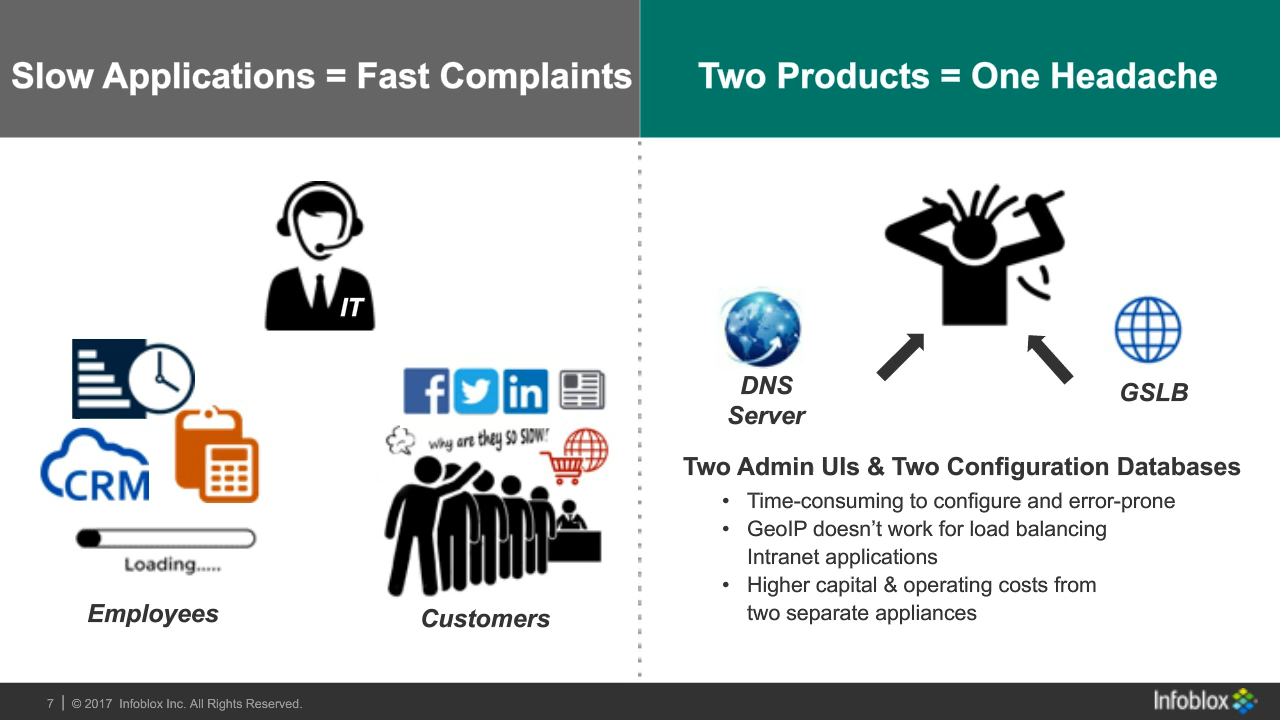 Slow Applications = Fast Complaints
Two Products = One Headache
IT
CRM
Loading.....
Employees
f
in
Why are they SO SLOW?
Customers
DNS
Server
GSLB
Two Admin UIs & Two Configuration Databases
• Time-consuming to configure and error-prone
• GeoIP doesn’t work for load balancing
Intranet applications
• Higher capital & operating costs from
two separate appliances
7 | © 2017 Infoblox Inc. All Rights Reserved.
Infoblox